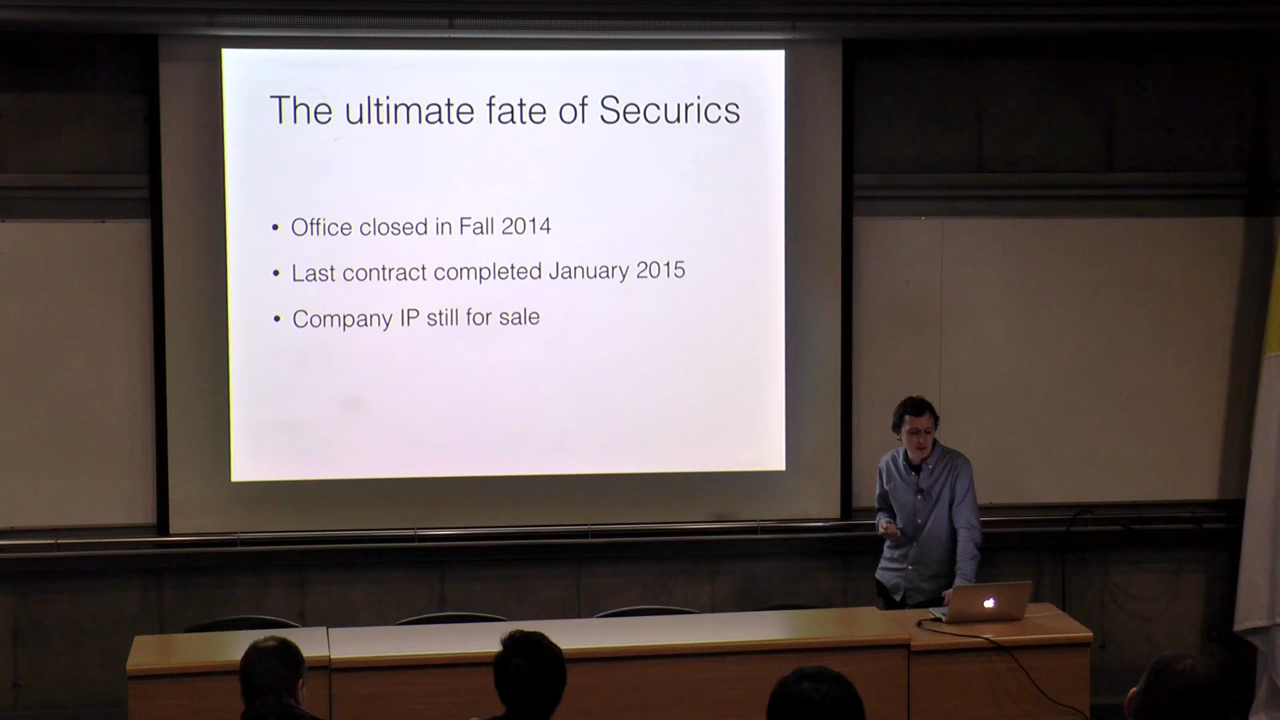 The ultimate fate of Securics
• Office closed in Fall 2014
• Last contract completed January 2015
• Company IP still for sale